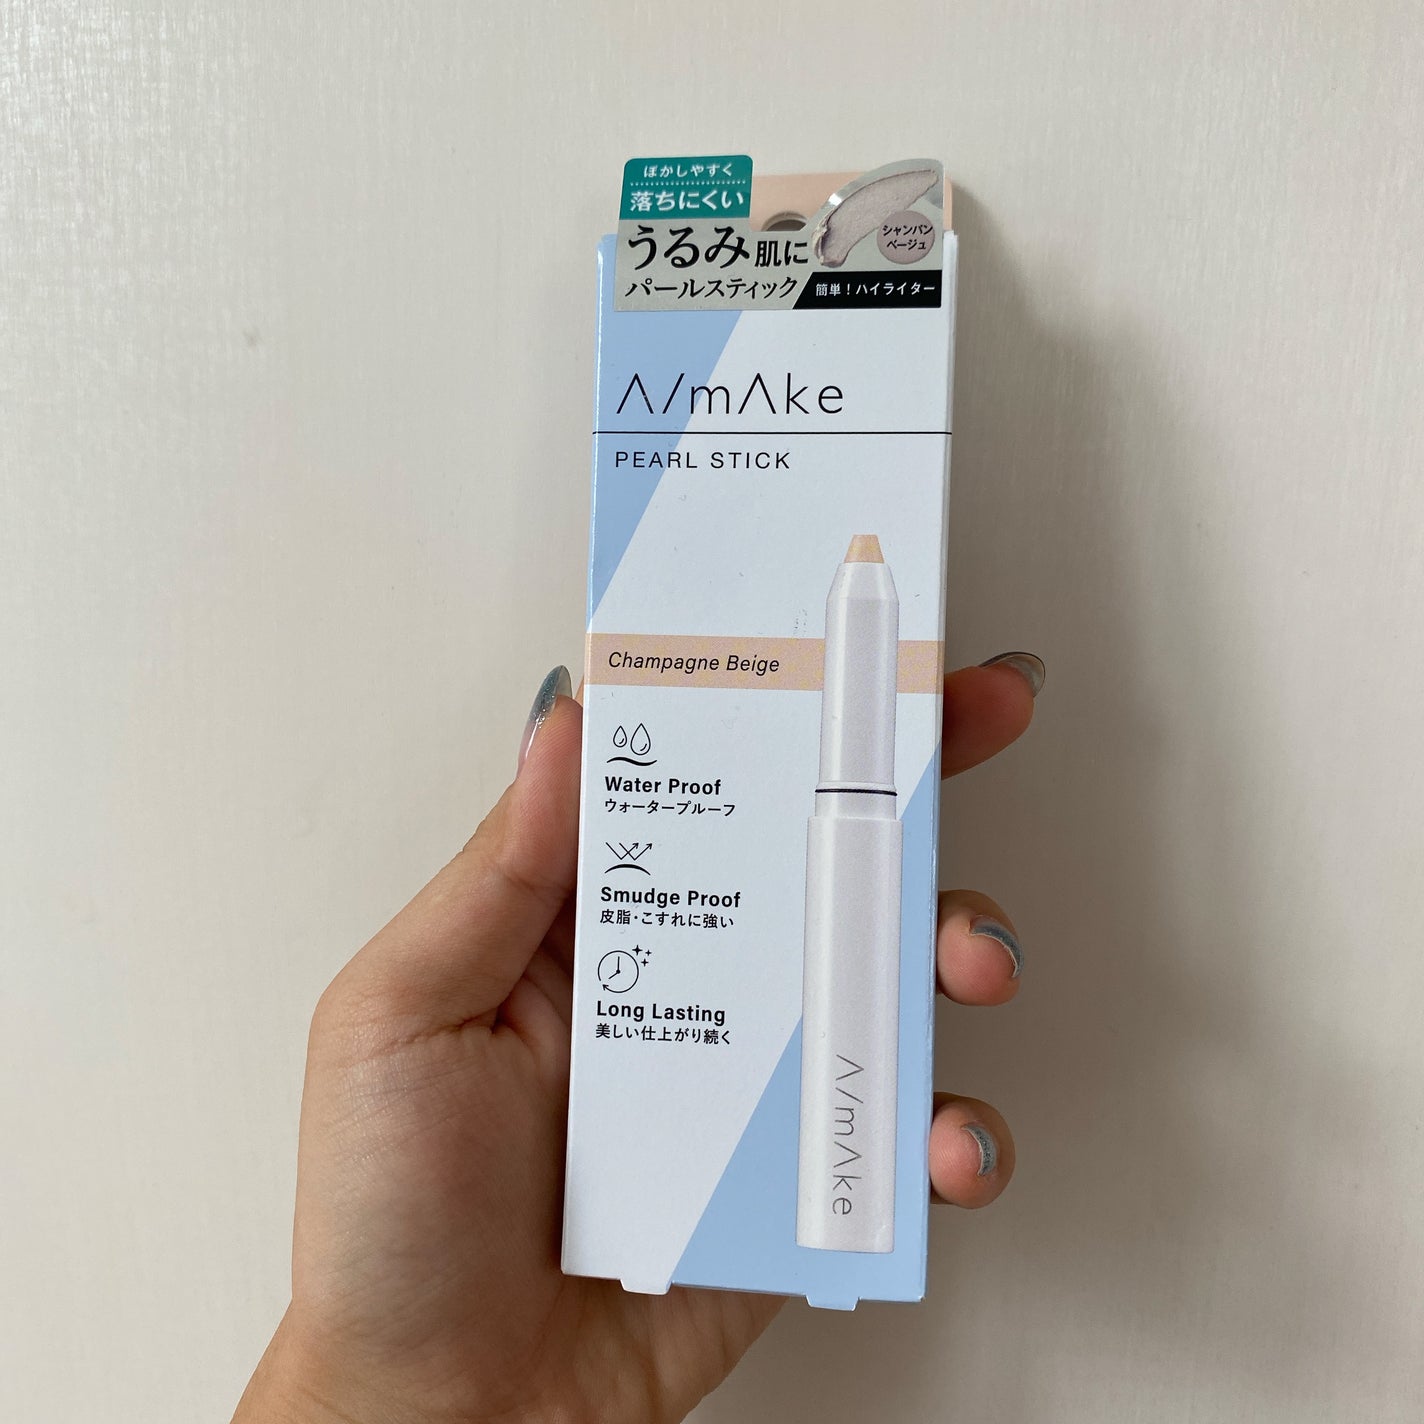 ぼかしやすく
落ちにくい
うるみ肌に
パールスティック
シャンパン
ベージュ
簡単!ハイライター
A/mAke
PEARL STICK
Champagne Beige
Water Proof
ウォータープルーフ
Smudge Proof
皮脂・こすれに強い
Long Lasting
美しい仕上がり続く
A/mAke